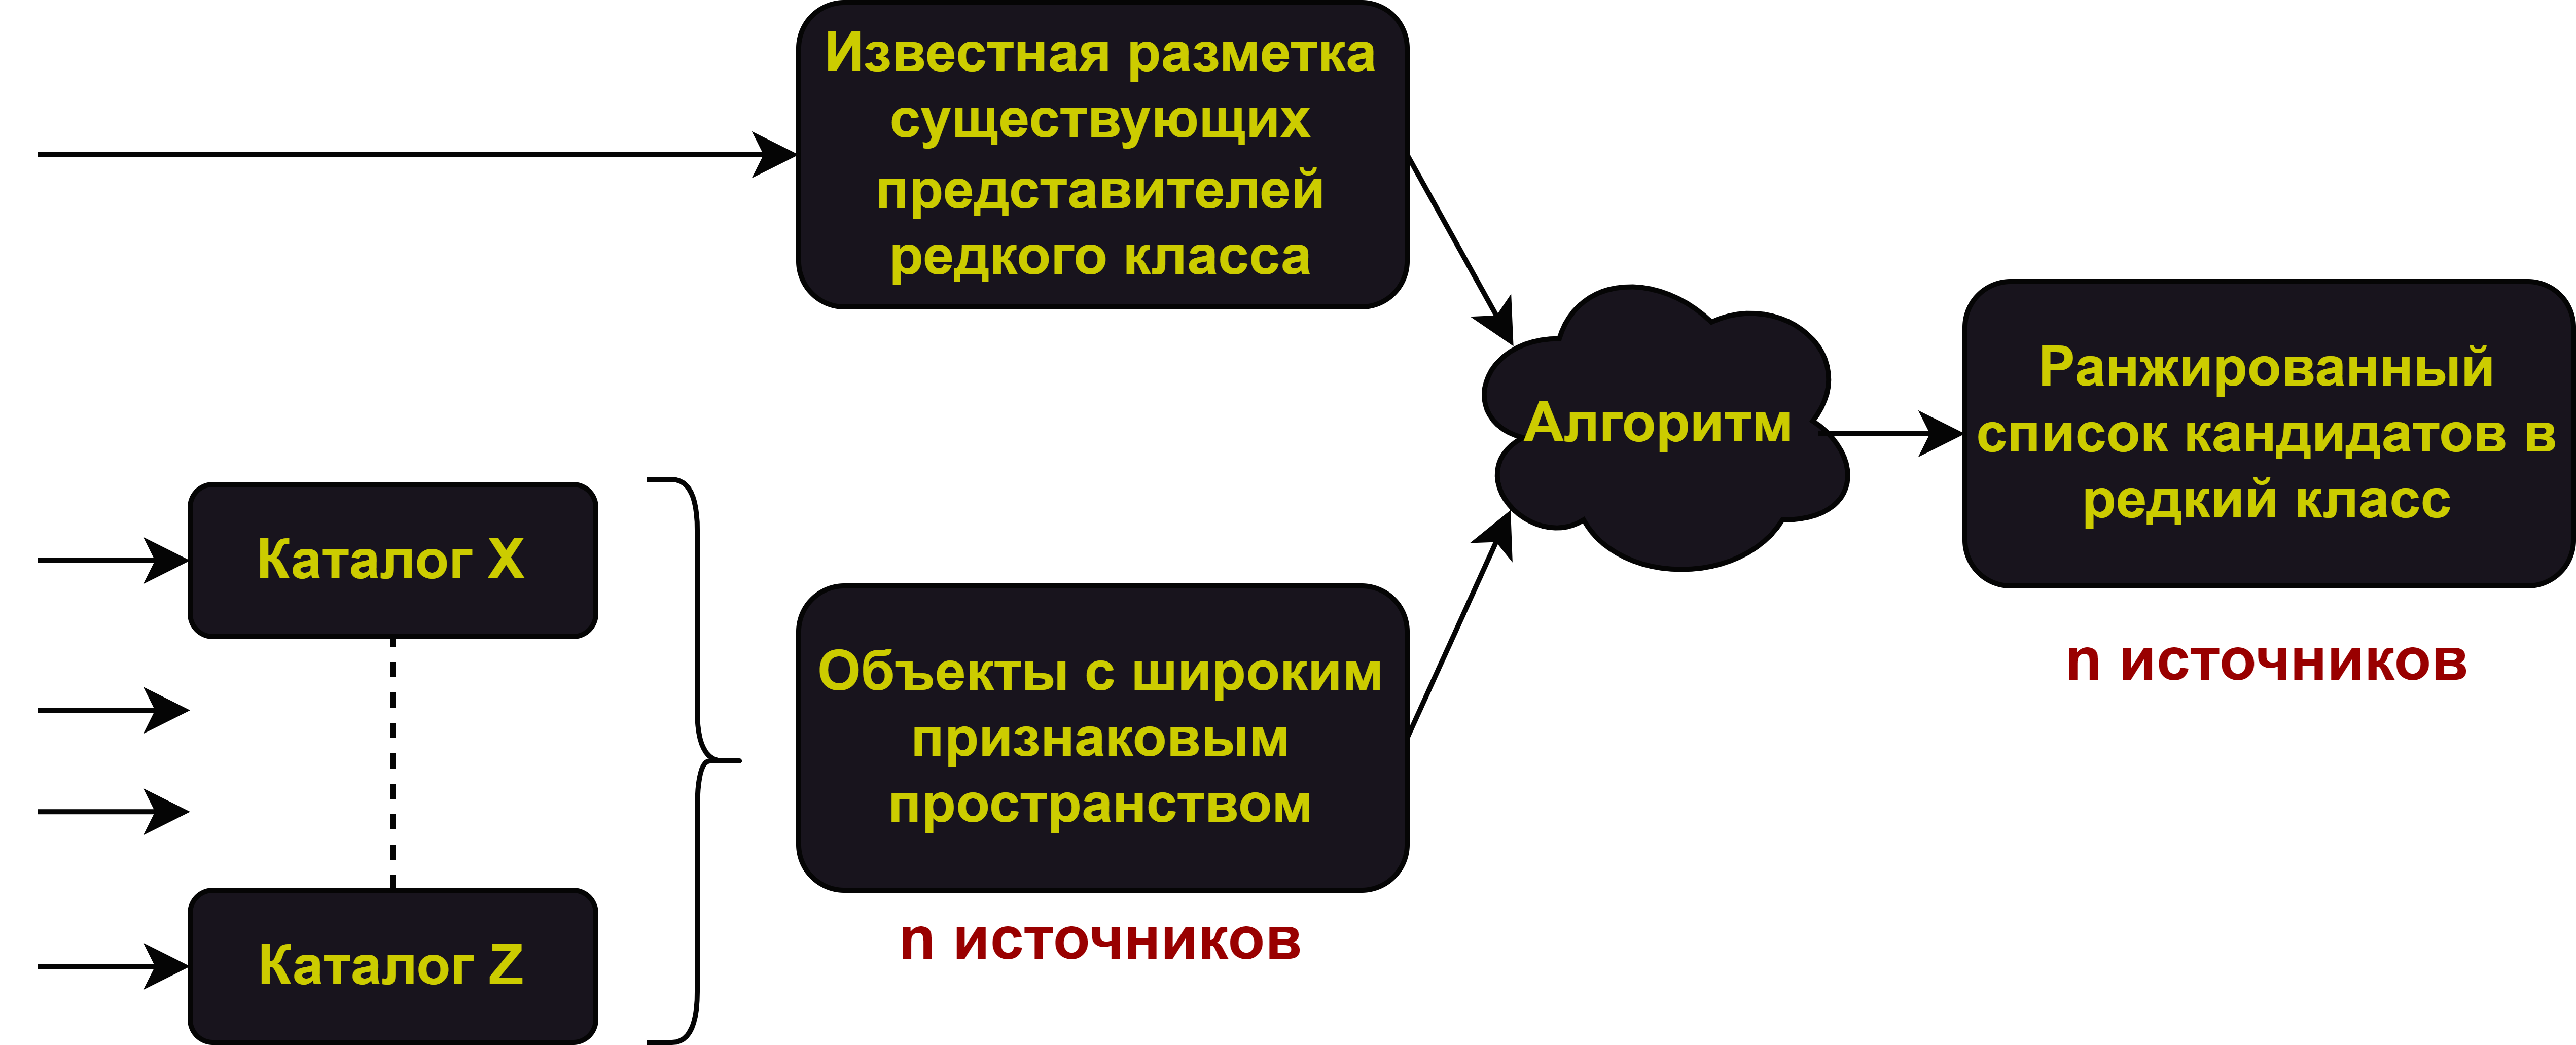 Известная разметка
существующих
представителей
редкого класса
Каталог X
Каталог Z
Объекты с широким
признаковым
пространством
n источников
Алгоритм
Ранжированный
список кандидатов в
редкий класс
n источников